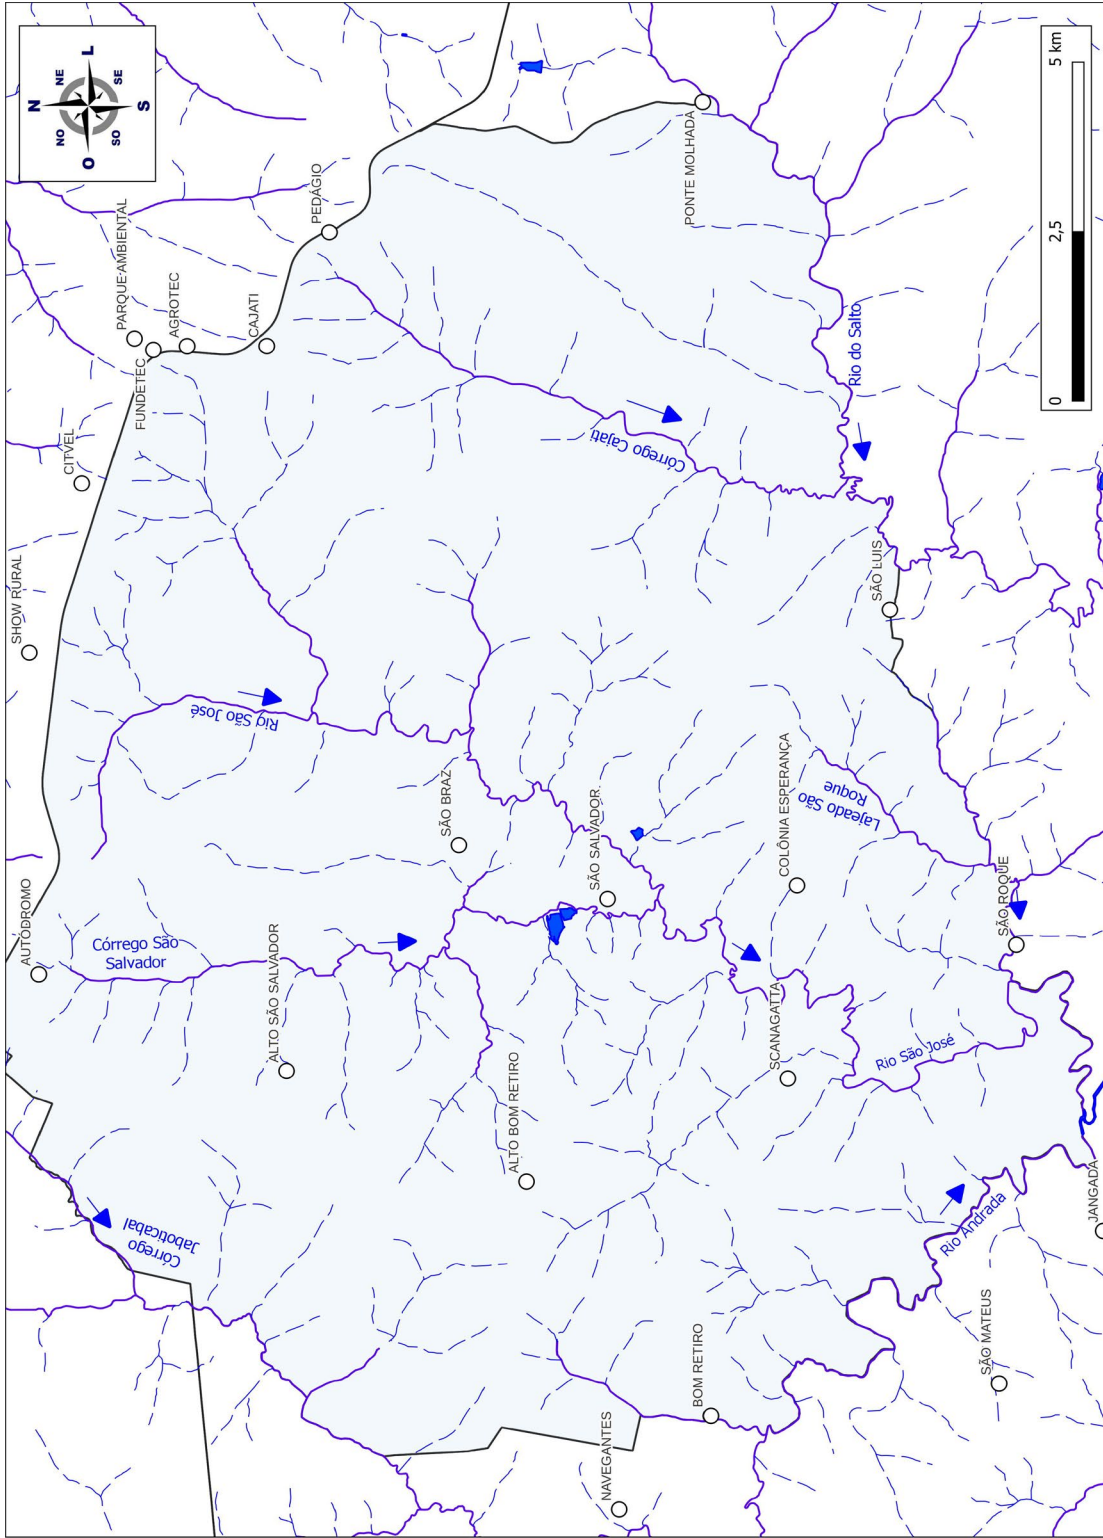 N
NE
L
SE
S
SO
O
NO
SHOW RURAL
CITVEL
FUNDETEC
PARQUE AMBIENTAL
AGROTEC
CAJATI
PEDÁGIO
PONTE MOLHADA
AUTÓDROMO
Córrego São
Salvador
ALTO SÃO SALVADOR
Rio São José
SÃO BRAZ
Córrego Cajati
Rio do Salto
SÃO LUIS
SÃO SALVADOR
COLÔNIA ESPERANÇA
Lajeado São
Roque
SÃO ROQUE
SCANAGATTA
Rio São José
ALTO BOM RETIRO
Córrego
Jaboticabal
BOM RETIRO
NAVEGANTES
Rio Andrada
SÃO MATEUS
JANGADA
0
2,5
5 km